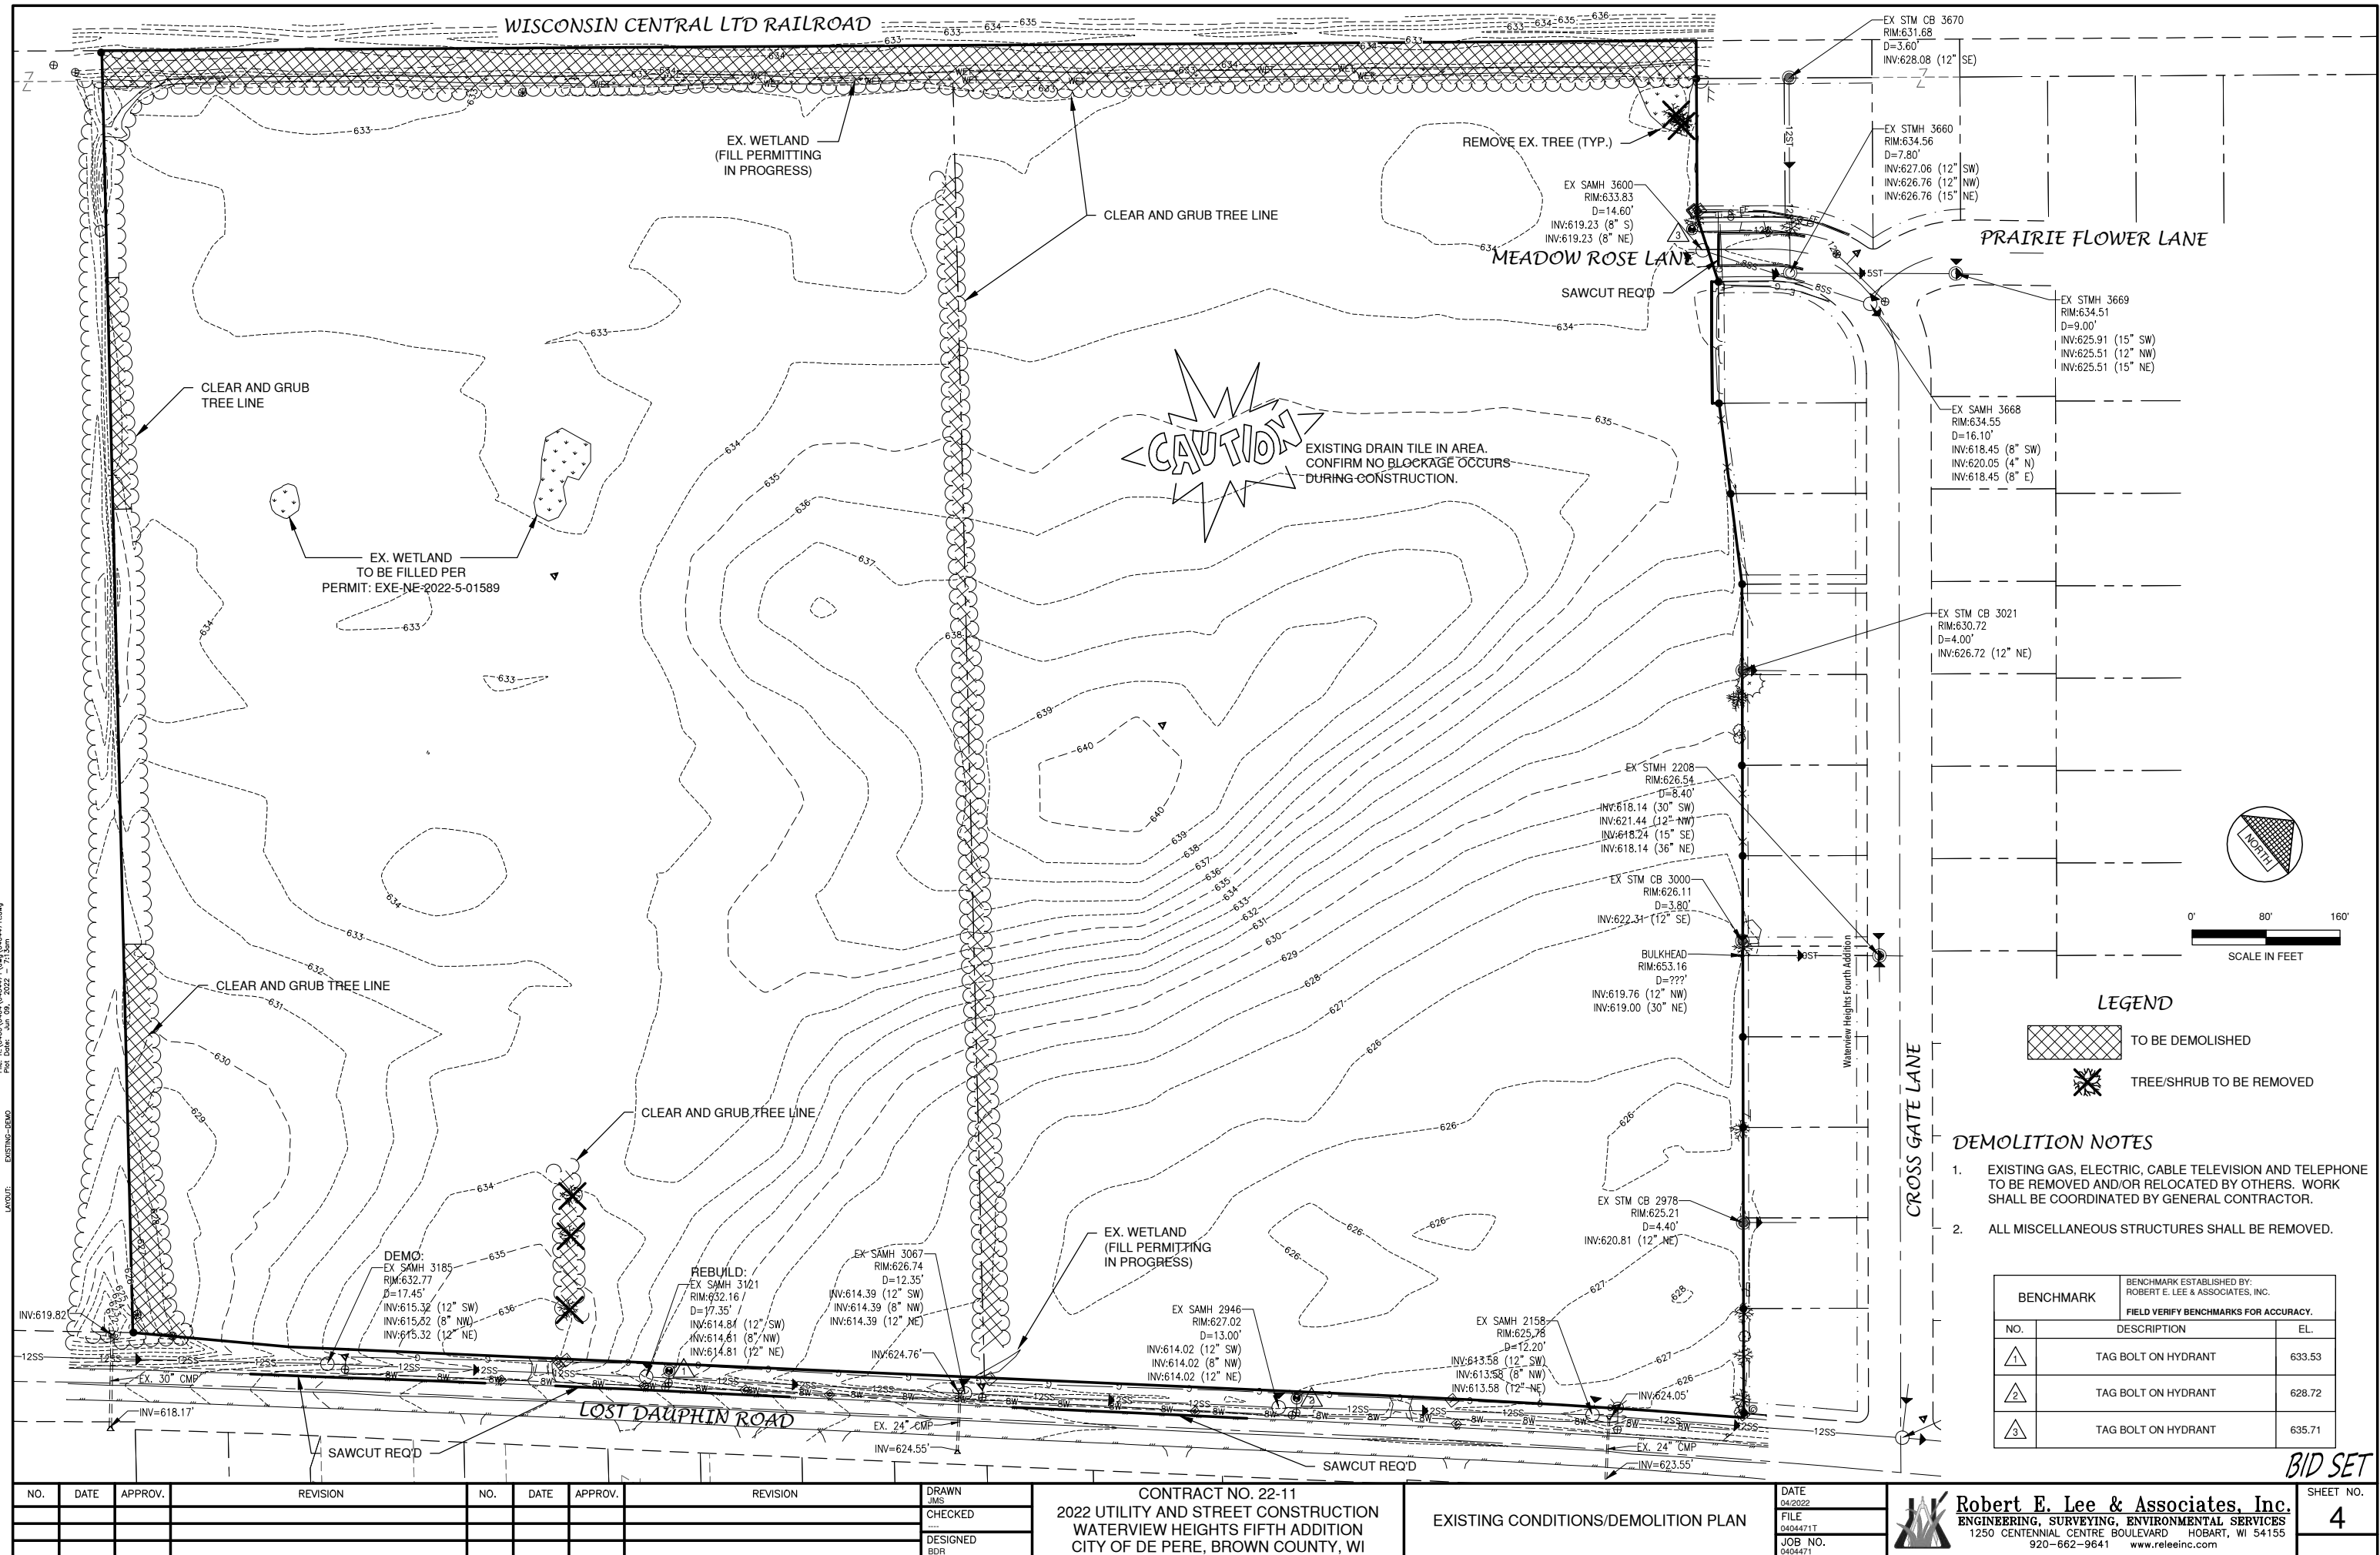 WISCONSIN CENTRAL LTD RAILROAD
EX STM CB 3670
RIM:631.68
D=3.60'
INV:628.08 (12" SE)
EX. WETLAND
(FILL PERMITTING
IN PROGRESS)
REMOVE EX. TREE (TYP.)
EX STMH 3660
RIM:634.56
D=7.80'
INV:627.06 (12" SW)
INV:626.76 (12" NW)
INV:626.76 (15" NE)
EX SAMH 3600
RIM:633.83
D=14.60'
INV:619.23 (8" S)
INV:619.23 (8" NE)
CLEAR AND GRUB TREE LINE
PRAIRIE FLOWER LANE
MEADOW ROSE LANE
SAWCUT REQ'D
EX STMH 3669
RIM:634.51
D=9.00'
INV:625.91 (15" SW)
INV:625.51 (12" NW)
INV:625.51 (15" NE)
CLEAR AND GRUB
TREE LINE
CAUTION
EXISTING DRAIN TILE IN AREA.
CONFIRM NO BLOCKAGE OCCURS
DURING CONSTRUCTION.
EX SAMH 3668
RIM:634.55
D=16.10'
INV:618.45 (8" SW)
INV:620.05 (4" N)
INV:618.45 (8" E)
EX. WETLAND
TO BE FILLED PER
PERMIT: EXE-NE-2022-5-01589
EX STM CB 3021
RIM:630.72
D=4.00'
INV:626.72 (12" NE)
EX STMH 2208
RIM:626.54
D=8.40'
INV:618.14 (30" SW)
INV:621.44 (12" NW)
INV:618.24 (15" SE)
INV:618.14 (36" NE)
EX STM CB 3000
RIM:626.11
D=3.80'
INV:622.31 (12" SE)
BULKHEAD
RIM:653.16
D=???'
INV:619.76 (12" NW)
INV:619.00 (30" NE)
Waterview Heights Fourth Addition
CROSS GATE LANE
NORTH
0' 80' 160'
SCALE IN FEET
LEGEND
TO BE DEMOLISHED
TREE/SHRUB TO BE REMOVED
CLEAR AND GRUB TREE LINE
CLEAR AND GRUB TREE LINE
DEMOLITION NOTES
1. EXISTING GAS, ELECTRIC, CABLE TELEVISION AND TELEPHONE
TO BE REMOVED AND/OR RELOCATED BY OTHERS. WORK
SHALL BE COORDINATED BY GENERAL CONTRACTOR.
2. ALL MISCELLANEOUS STRUCTURES SHALL BE REMOVED.
EX STM CB 2978
RIM:625.21
D=4.40'
INV:620.81 (12" NE)
DEMO:
EX SAMH 3185
RIM:632.77
D=17.45'
INV:615.32 (12" SW)
INV:615.32 (8" NW)
INV:615.32 (12" NE)
REBUILD:
EX SAMH 3121
RIM:632.16
D=17.35'
INV:614.81 (12" SW)
INV:614.81 (8" NW)
INV:614.81 (12" NE)
EX SAMH 3067
RIM:626.74
D=12.35'
INV:614.39 (12" SW)
INV:614.39 (8" NW)
INV:614.39 (12" NE)
EX. WETLAND
(FILL PERMITTING
IN PROGRESS)
EX SAMH 2946
RIM:627.02
D=13.00'
INV:614.02 (12" SW)
INV:614.02 (8" NW)
INV:614.02 (12" NE)
EX SAMH 2158
RIM:625.78
D=12.20'
INV:613.58 (12" SW)
INV:613.58 (8" NW)
INV:613.58 (12" NE)
INV:619.82
INV:624.76'
INV:624.05'
EX. 30" CMP
INV=618.17'
LOST DAUPHIN ROAD
SAWCUT REQ'D
EX. 24" CMP
INV=624.55'
SAWCUT REQ'D
EX. 24" CMP
INV=623.55'
BENCHMARK
BENCHMARK ESTABLISHED BY:
ROBERT E. LEE & ASSOCIATES, INC.
FIELD VERIFY BENCHMARKS FOR ACCURACY.
NO. DESCRIPTION EL.
1 TAG BOLT ON HYDRANT 633.53
2 TAG BOLT ON HYDRANT 628.72
3 TAG BOLT ON HYDRANT 635.71
BID SET
NO. DATE APPROV. REVISION NO. DATE APPROV. REVISION
DRAWN
JMS
CHECKED
----
DESIGNED
BDR
CONTRACT NO. 22-11
2022 UTILITY AND STREET CONSTRUCTION
WATERVIEW HEIGHTS FIFTH ADDITION
CITY OF DE PERE, BROWN COUNTY, WI
EXISTING CONDITIONS/DEMOLITION PLAN
DATE
04/2022
FILE
0404471T
JOB NO.
0404471
Robert E. Lee & Associates, Inc.
ENGINEERING, SURVEYING, ENVIRONMENTAL SERVICES
1250 CENTENNIAL CENTRE BOULEVARD HOBART, WI 54155
920-662-9641 www.releeinc.com
SHEET NO.
4
LAYOUT: EXISTING-DEMO